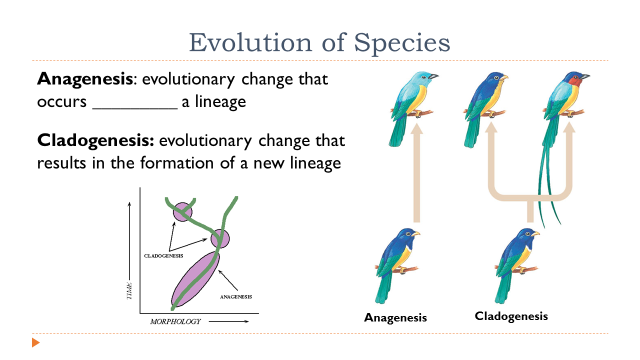 Evolution of Species
Anagenesis: evolutionary change that
occurs __________ a lineage
Cladogenesis: evolutionary change that
results in the formation of a new lineage
CLADOGENESIS
ANAGENESIS
TIME
MORPHOLOGY
Anagenesis
Cladogenesis